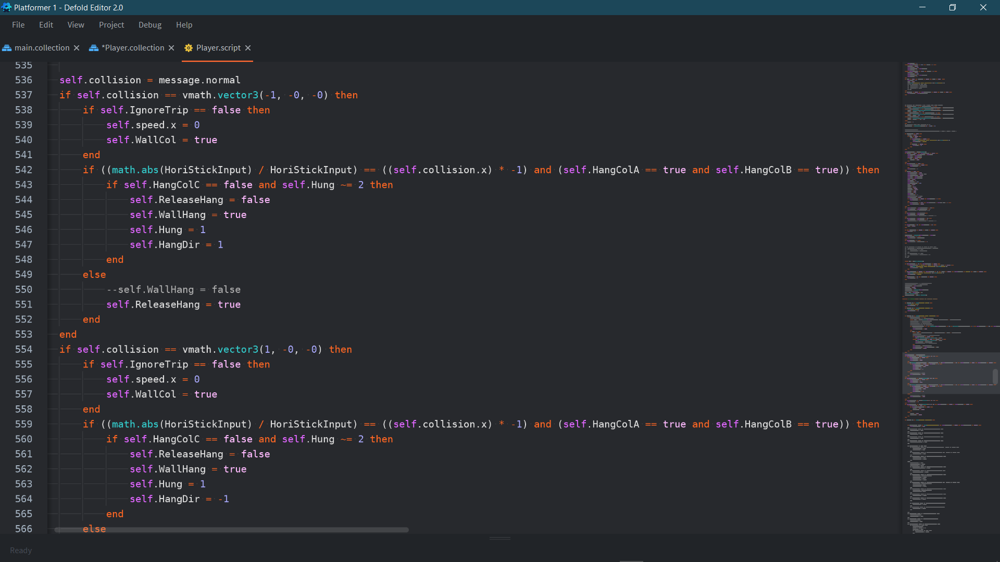 Platformer 1 - Defold Editor 2.0
File Edit View Project Debug Help
main.collection *Player.collection Player.script
535
536 self.collision = message.normal
537 if self.collision == vmath.vector3(-1, -0, -0) then
538 if self.IgnoreTrip == false then
539 self.speed.x = 0
540 self.WallCol = true
541 end
542 if ((math.abs(HoriStickInput) / HoriStickInput) == ((self.collision.x) * -1) and (self.HangColA == true and self.HangColB == true)) then
543 if self.HangColC == false and self.Hung ~= 2 then
544 self.ReleaseHang = false
545 self.WallHang = true
546 self.Hung = 1
547 self.HangDir = 1
548 end
549 else
550 --self.WallHang = false
551 self.ReleaseHang = true
552 end
553 end
554 if self.collision == vmath.vector3(1, -0, -0) then
555 if self.IgnoreTrip == false then
556 self.speed.x = 0
557 self.WallCol = true
558 end
559 if ((math.abs(HoriStickInput) / HoriStickInput) == ((self.collision.x) * -1) and (self.HangColA == true and self.HangColB == true)) then
560 if self.HangColC == false and self.Hung ~= 2 then
561 self.ReleaseHang = false
562 self.WallHang = true
563 self.Hung = 1
564 self.HangDir = -1
565 end
566 else
Ready